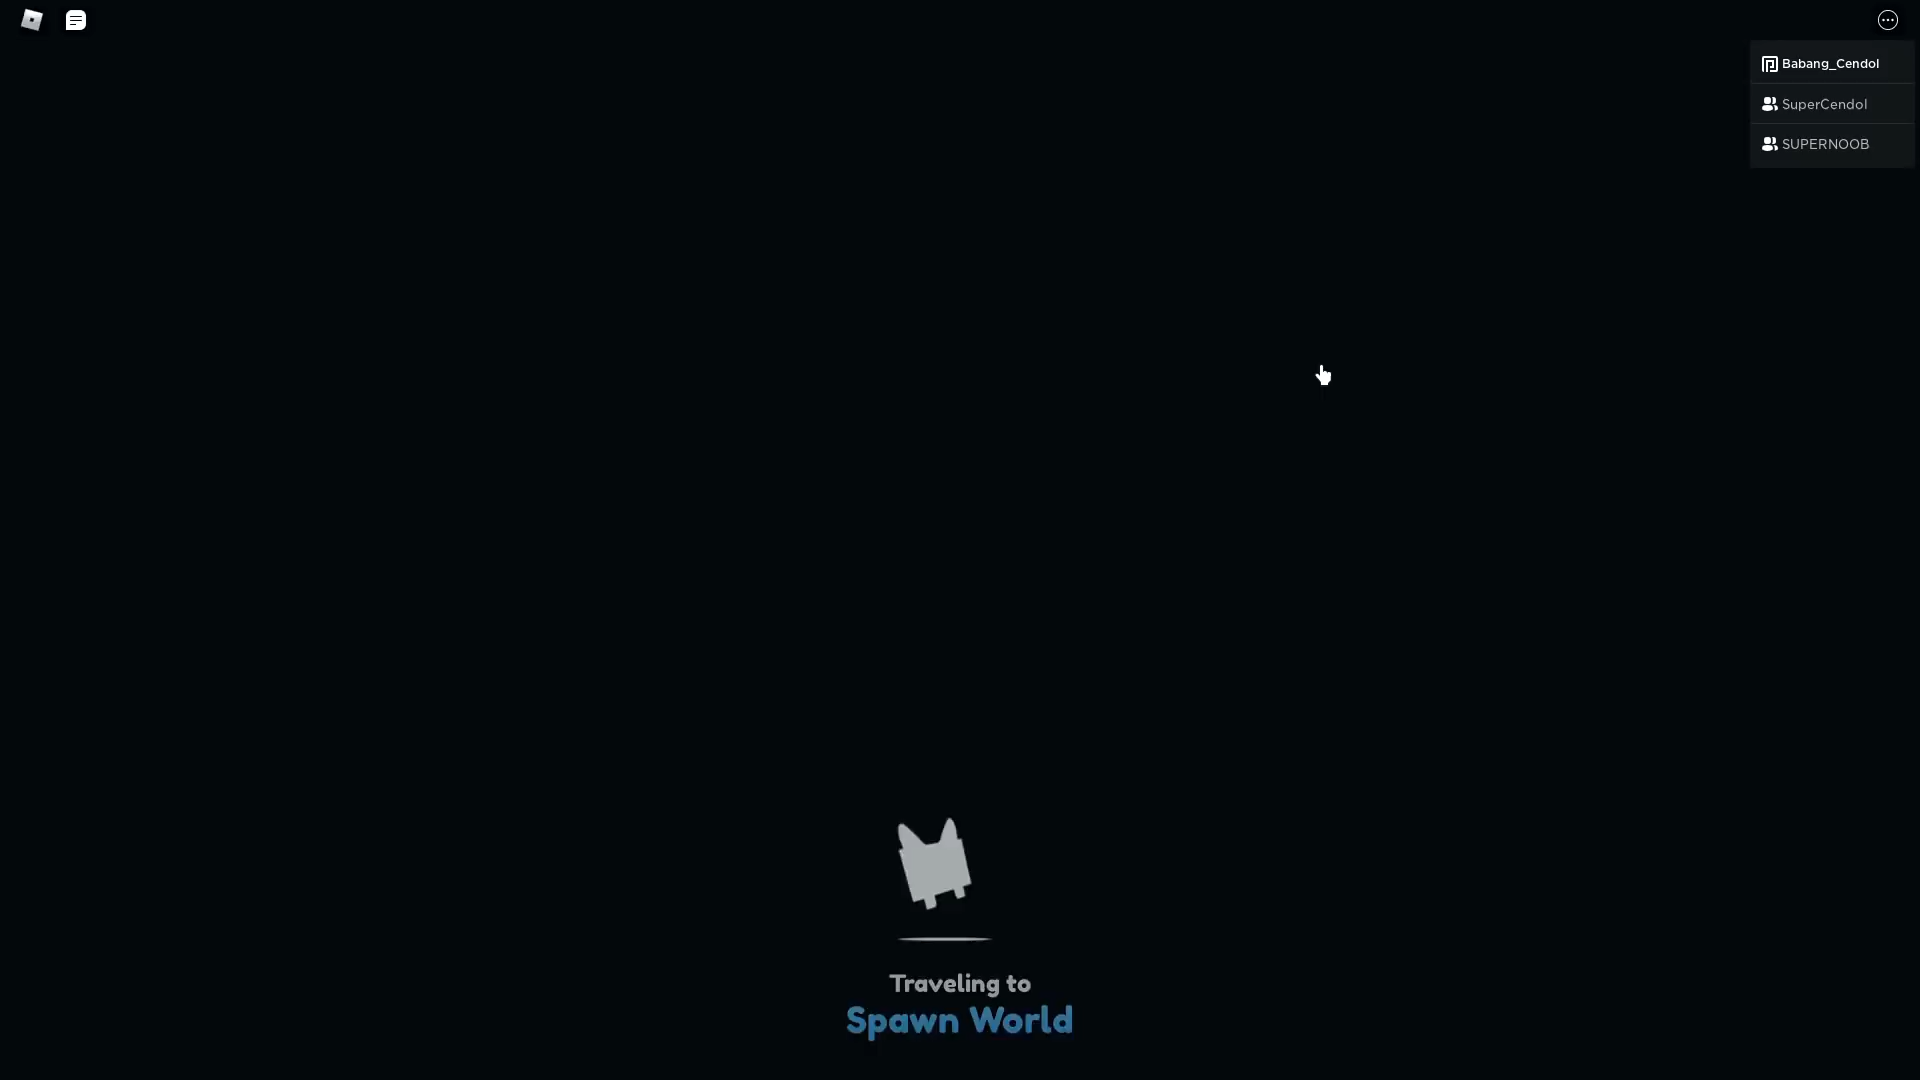 Babang_Cendol
SuperCendol
SUPERNOOB
Traveling to
Spawn World